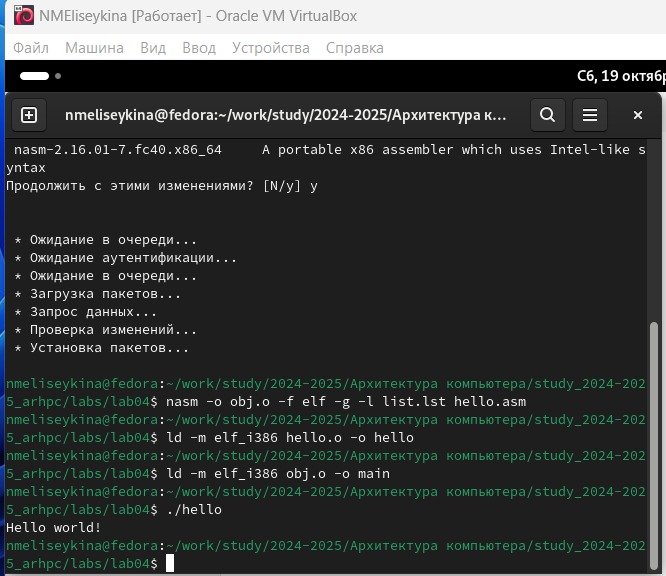 NMEliseykina [Работает] - Oracle VM VirtualBox
Файл Машина Вид Ввод Устройства Справка
Сб, 19 октябр
nmeliseykina@fedora:~/work/study/2024-2025/Архитектура к...
nasm-2.16.01-7.fc40.x86_64 A portable x86 assembler which uses Intel-like s
yntax
Продолжить с этими изменениями? [N/y] y
* Ожидание в очереди...
* Ожидание аутентификации...
* Ожидание в очереди...
* Загрузка пакетов...
* Запрос данных...
* Проверка изменений...
* Установка пакетов...
nmeliseykina@fedora:~/work/study/2024-2025/Архитектура компьютера/study_2024-202
5_arhpc/labs/lab04$ nasm -o obj.o -f elf -g -l list.lst hello.asm
nmeliseykina@fedora:~/work/study/2024-2025/Архитектура компьютера/study_2024-202
5_arhpc/labs/lab04$ ld -m elf_i386 hello.o -o hello
nmeliseykina@fedora:~/work/study/2024-2025/Архитектура компьютера/study_2024-202
5_arhpc/labs/lab04$ ld -m elf_i386 obj.o -o main
nmeliseykina@fedora:~/work/study/2024-2025/Архитектура компьютера/study_2024-202
5_arhpc/labs/lab04$ ./hello
Hello world!
nmeliseykina@fedora:~/work/study/2024-2025/Архитектура компьютера/study_2024-202
5_arhpc/labs/lab04$